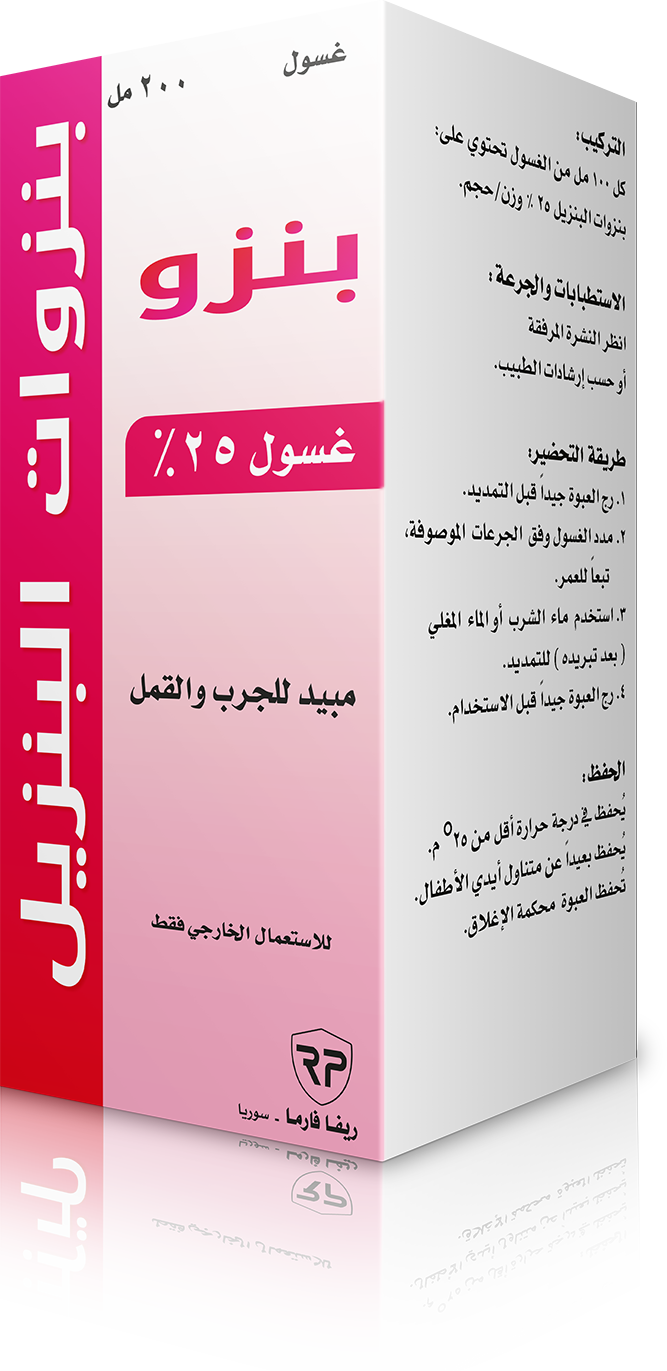 غسول
٢٠٠ مل
بنزو
غسول ٢٥ ٪
مبيد للجرب والقمل
للاستعمال الخارجي فقط
RP
ريفا فارما - سوريا
بنزوات البنزيل
التركيب:
كل ١٠٠ مل من الغسول تحتوي على:
بنزوات البنزيل ٢٥ ٪ وزن/حجم.
الاستطبابات والجرعة:
انظر النشرة المرفقة
أو حسب إرشادات الطبيب.
طريقة التحضير:
١. رج العبوة جيداً قبل التمديد.
٢. مدد الغسول وفق الجرعات الموصوفة،
تبعاً للعمر.
٣. استخدم ماء الشرب أو الماء المغلي
( بعد تبريده ) للتمديد.
٤. رج العبوة جيداً قبل الاستخدام.
الحفظ:
يُحفظ في درجة حرارة أقل من ٢٥° م.
يُحفظ بعيداً عن متناول أيدي الأطفال.
تُحفظ العبوة محكمة الإغلاق.